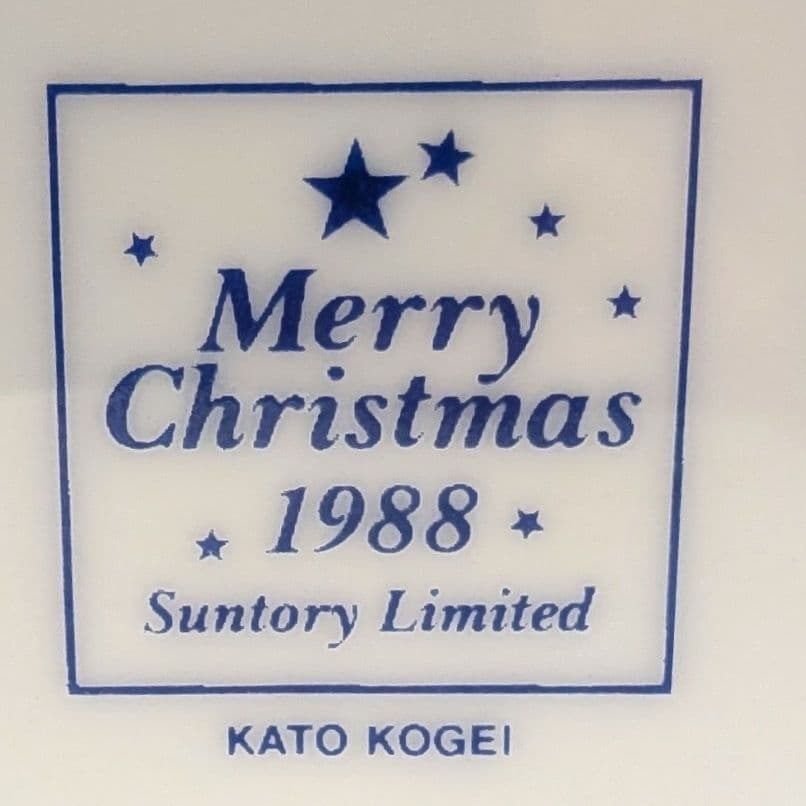 Merry
Christmas
1988
Suntory Limited
KATO KOGEI